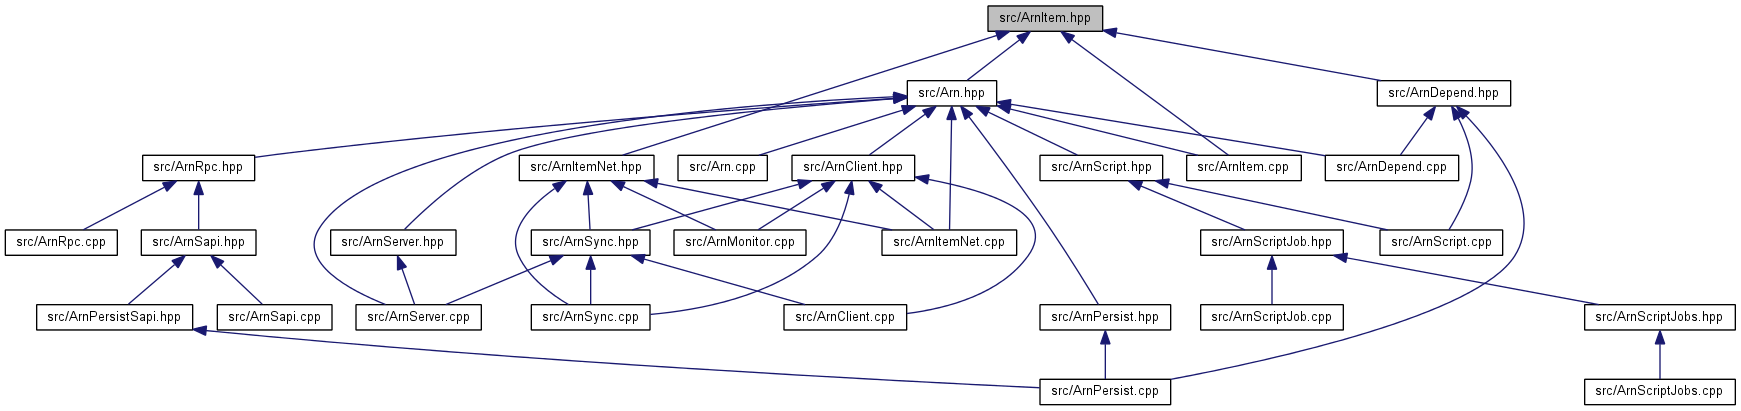 src/ArnItem.hpp
src/Arn.hpp
src/ArnDepend.hpp
src/ArnRpc.hpp
src/ArnItemNet.hpp
src/Arn.cpp
src/ArnClient.hpp
src/ArnScript.hpp
src/ArnItem.cpp
src/ArnDepend.cpp
src/ArnRpc.cpp
src/ArnSapi.hpp
src/ArnServer.hpp
src/ArnSync.hpp
src/ArnMonitor.cpp
src/ArnItemNet.cpp
src/ArnScriptJob.hpp
src/ArnScript.cpp
src/ArnPersistSapi.hpp
src/ArnSapi.cpp
src/ArnServer.cpp
src/ArnSync.cpp
src/ArnClient.cpp
src/ArnPersist.hpp
src/ArnScriptJob.cpp
src/ArnScriptJobs.hpp
src/ArnPersist.cpp
src/ArnScriptJobs.cpp